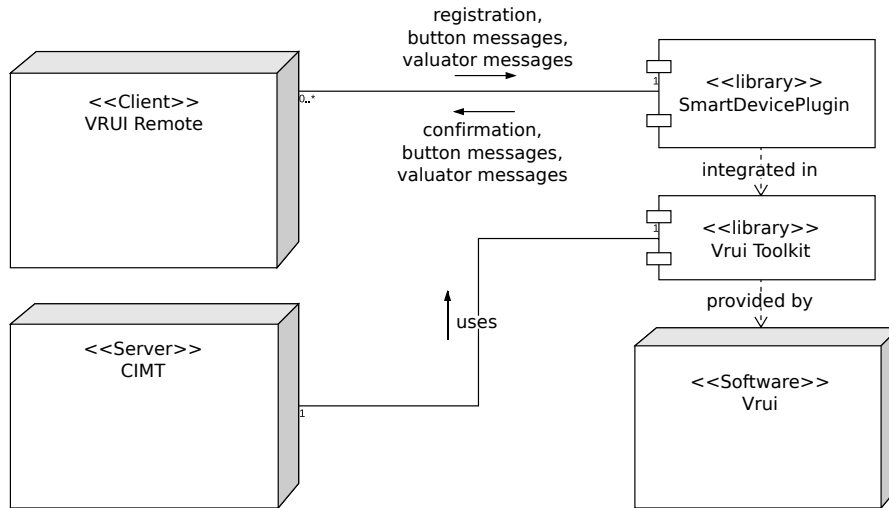 registration,
button messages,
valuator messages
<<Client>>
VRUI Remote
0..*
1
<<library>>
SmartDevicePlugin
confirmation,
button messages,
valuator messages
integrated in
1
<<library>>
Vrui Toolkit
provided by
uses
<<Server>>
CIMT
1
<<Software>>
Vrui